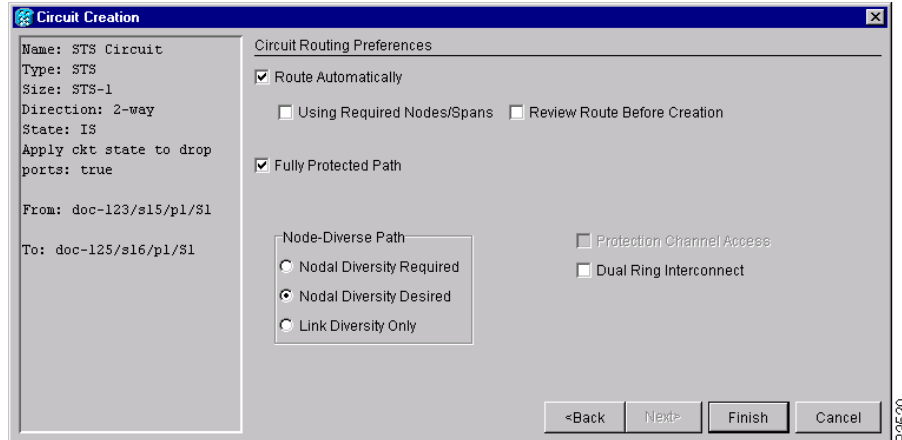 Circuit Creation
Name: STS Circuit
Type: STS
Size: STS-1
Direction: 2-way
State: IS
Apply ckt state to drop
ports: true
From: doc-123/s15/p1/S1
To: doc-125/s16/p1/S1
Circuit Routing Preferences
Route Automatically
Using Required Nodes/Spans
Review Route Before Creation
Fully Protected Path
Node-Diverse Path
Nodal Diversity Required
Nodal Diversity Desired
Link Diversity Only
Protection Channel Access
Dual Ring Interconnect
<Back
Next>
Finish
Cancel